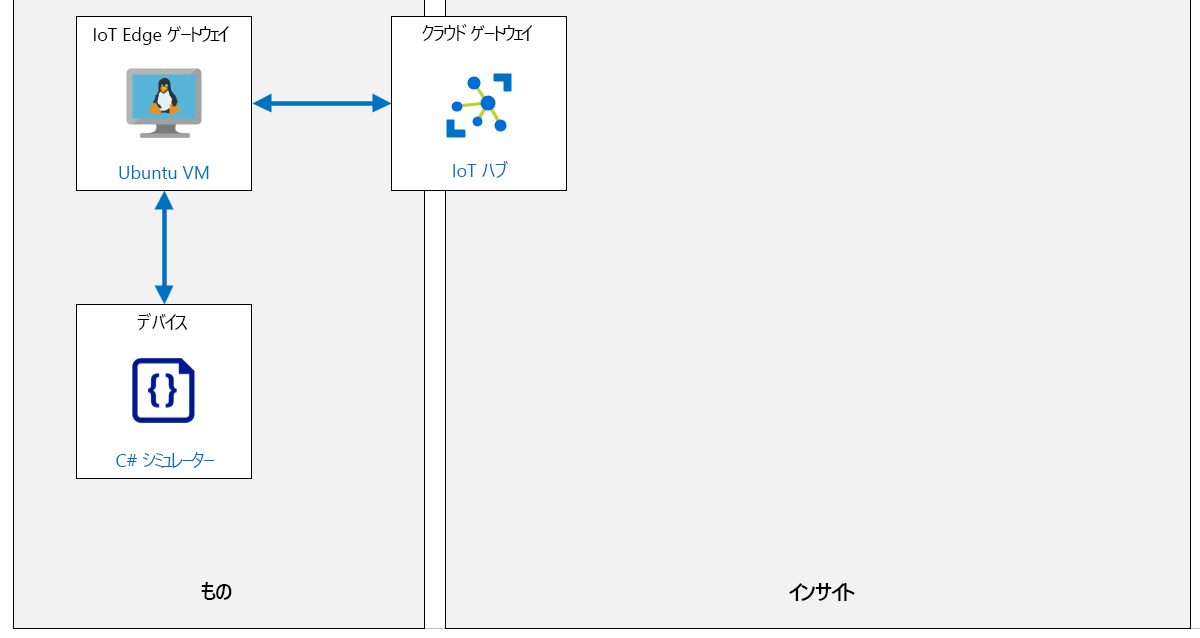 IoT Edge ゲートウェイ
Ubuntu VM
クラウド ゲートウェイ
IoT ハブ
デバイス
{}
C# シミュレーター
もの
インサイト